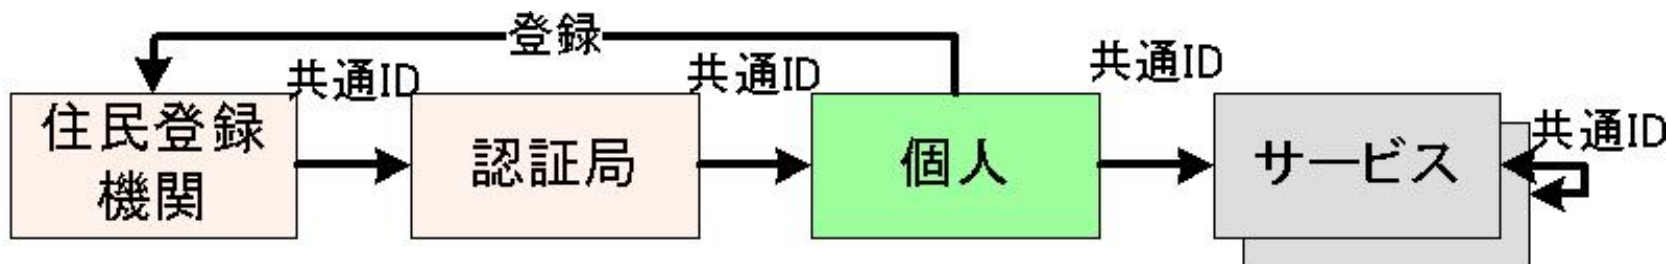 登録
共通ID
共通ID
共通ID
住民登録
機関
認証局
個人
サービス
共通ID